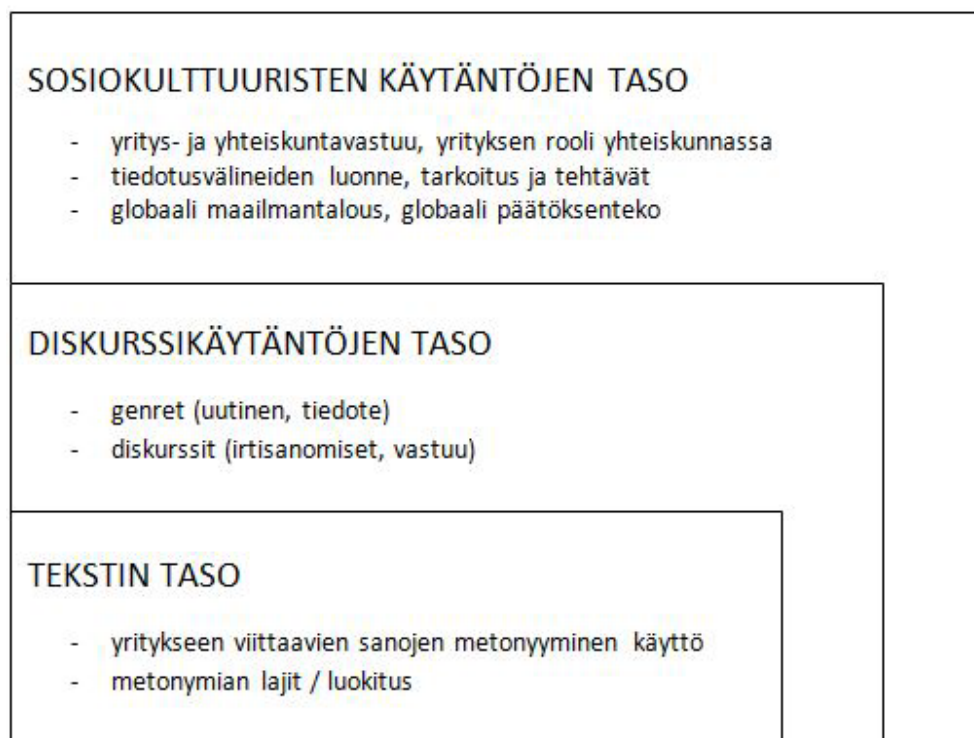 SOSIOKULTTUURISTEN KÄYTÄNTÖJEN TASO
- yritys- ja yhteiskuntavastuu, yrityksen rooli yhteiskunnassa
- tiedotusvälineiden luonne, tarkoitus ja tehtävät
- globaali maailmantalous, globaali päätöksenteko
DISKURSSIKÄYTÄNTÖJEN TASO
- genret (uutinen, tiedote)
- diskurssit (irtisanomiset, vastuu)
TEKSTIN TASO
- yritykseen viittaavien sanojen metonyyminen käyttö
- metonymian lajit / luokitus